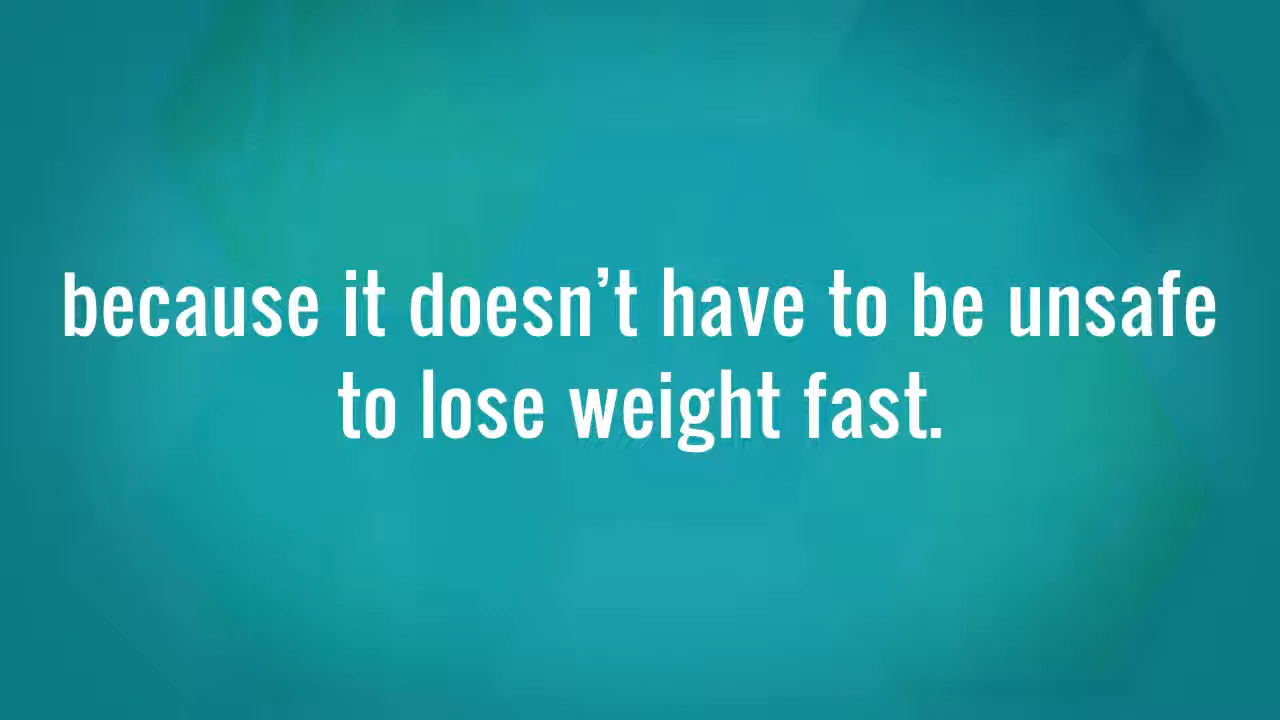 because it doesn’t have to be unsafe
to lose weight fast.